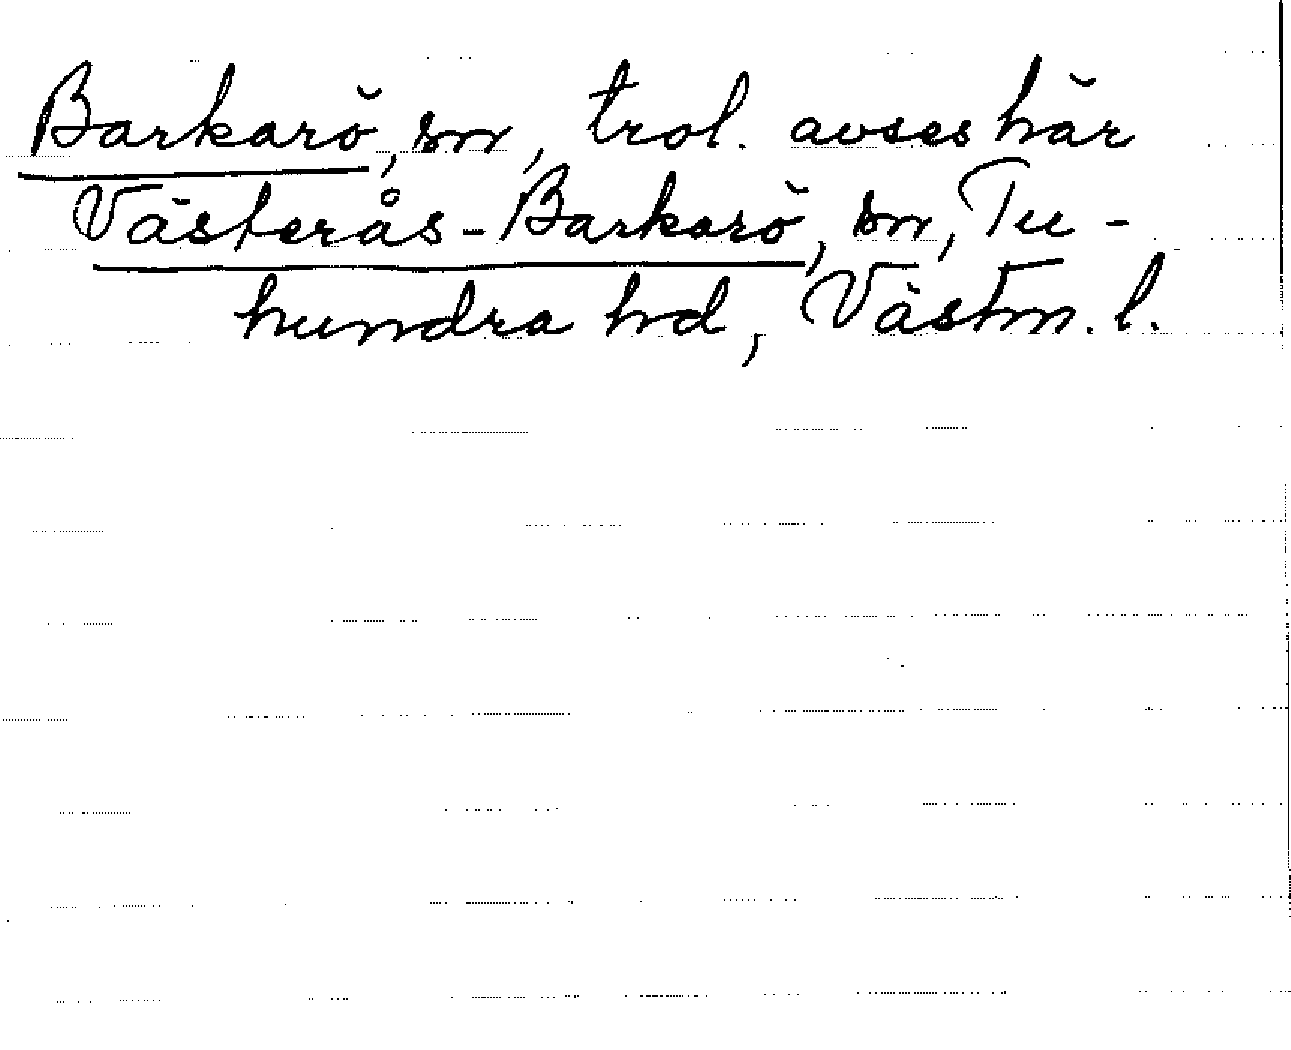 Barkarö, sn, trol. avses här
Västerås-Barkarö, sn, Tu-
hundra hd, Västm. l.